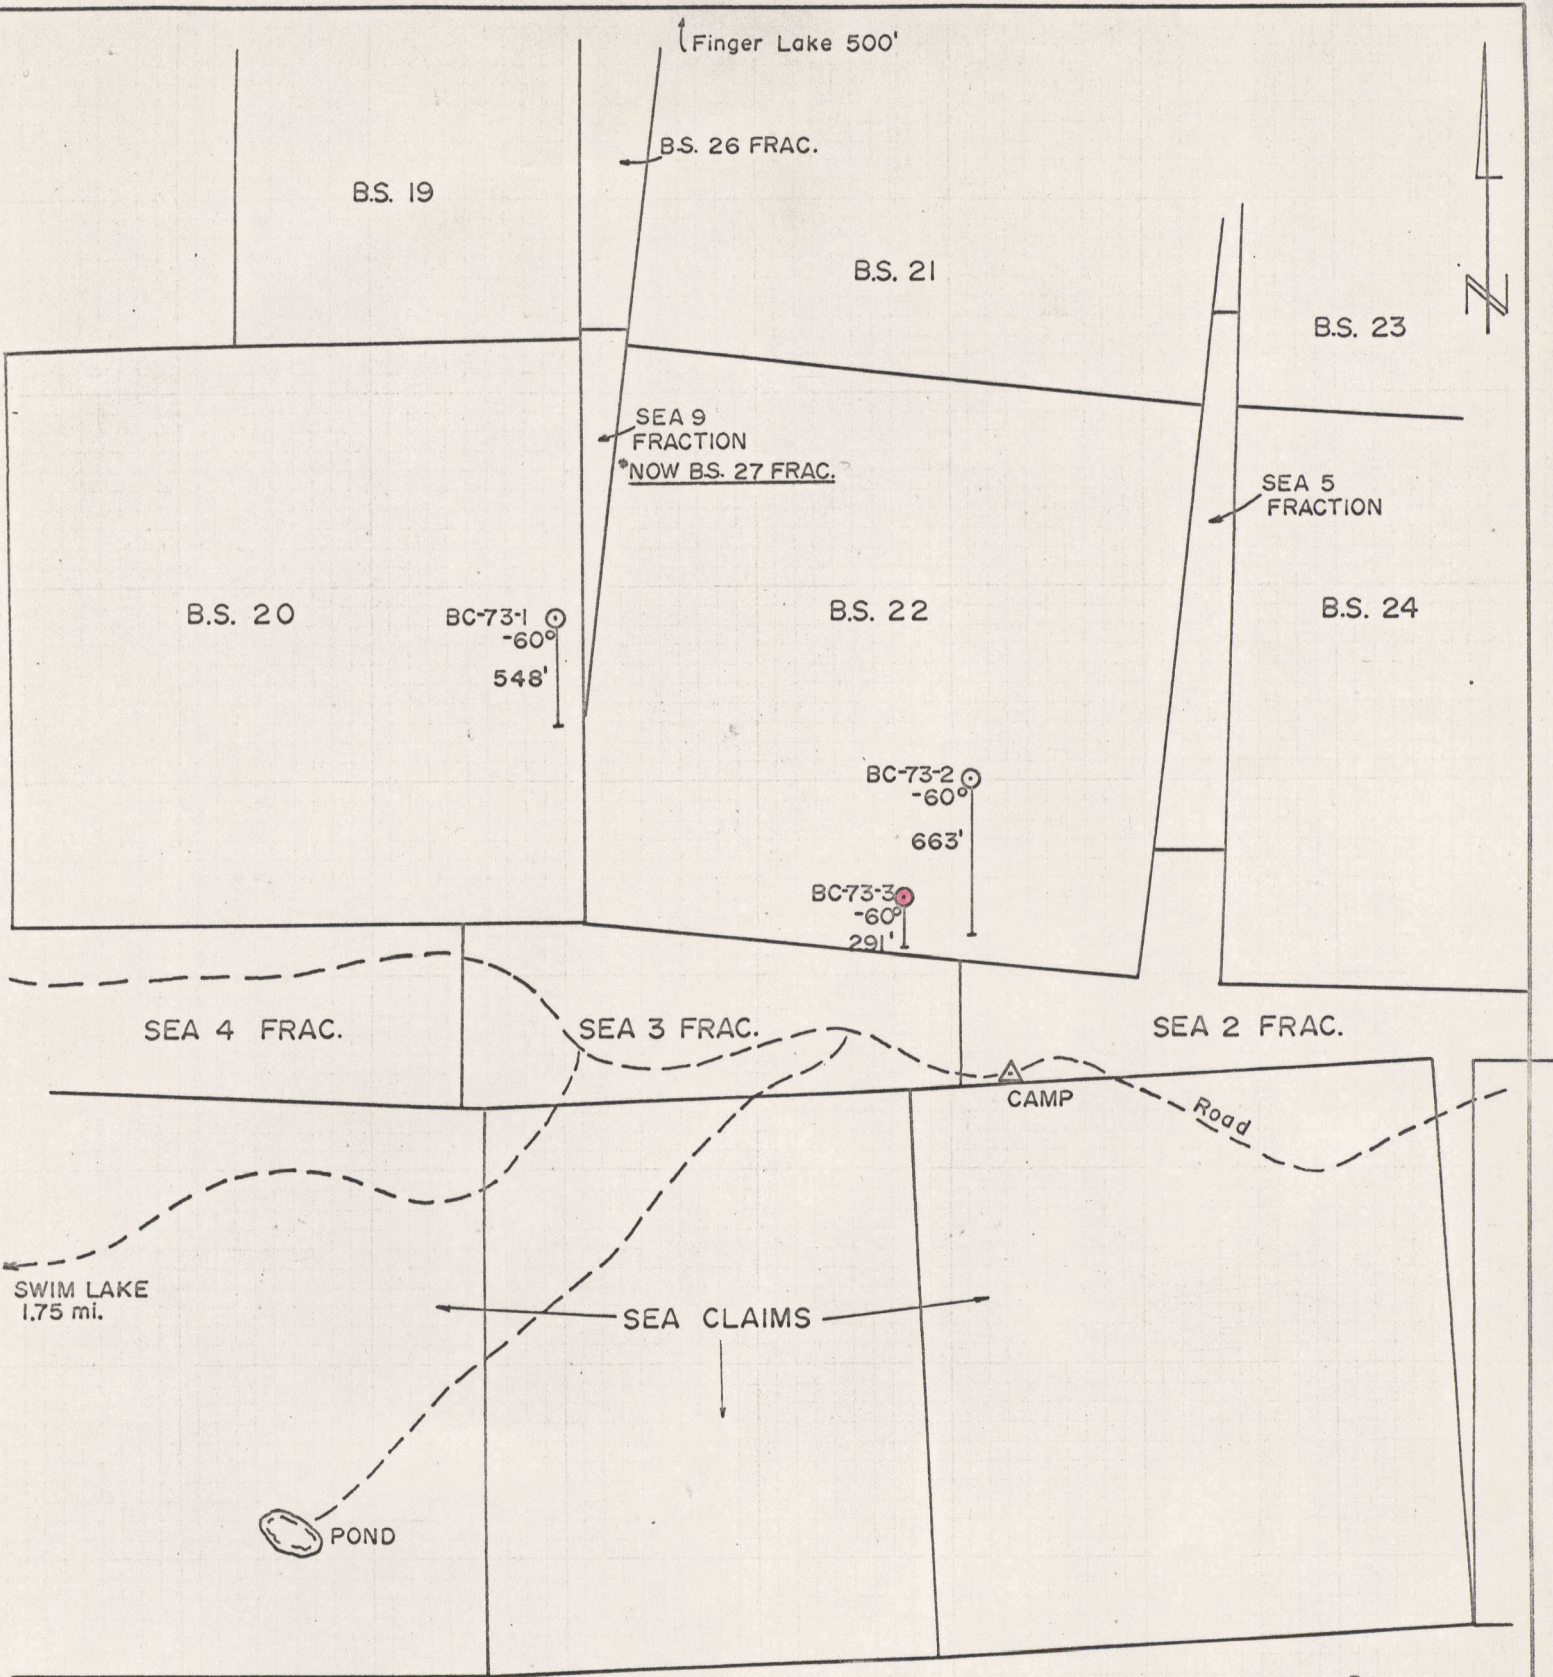 Finger Lake 500'
B.S. 26 FRAC.
B.S. 19
B.S. 21
N
B.S. 23
SEA 9
FRACTION
*NOW B.S. 27 FRAC.
SEA 5
FRACTION
B.S. 20
BC-73-1
-60°
548'
B.S. 22
B.S. 24
BC-73-2
-60°
663'
BC-73-3
-60°
291'
SEA 4 FRAC.
SEA 3 FRAC.
SEA 2 FRAC.
CAMP
Road
SWIM LAKE
1.75 mi.
SEA CLAIMS
POND